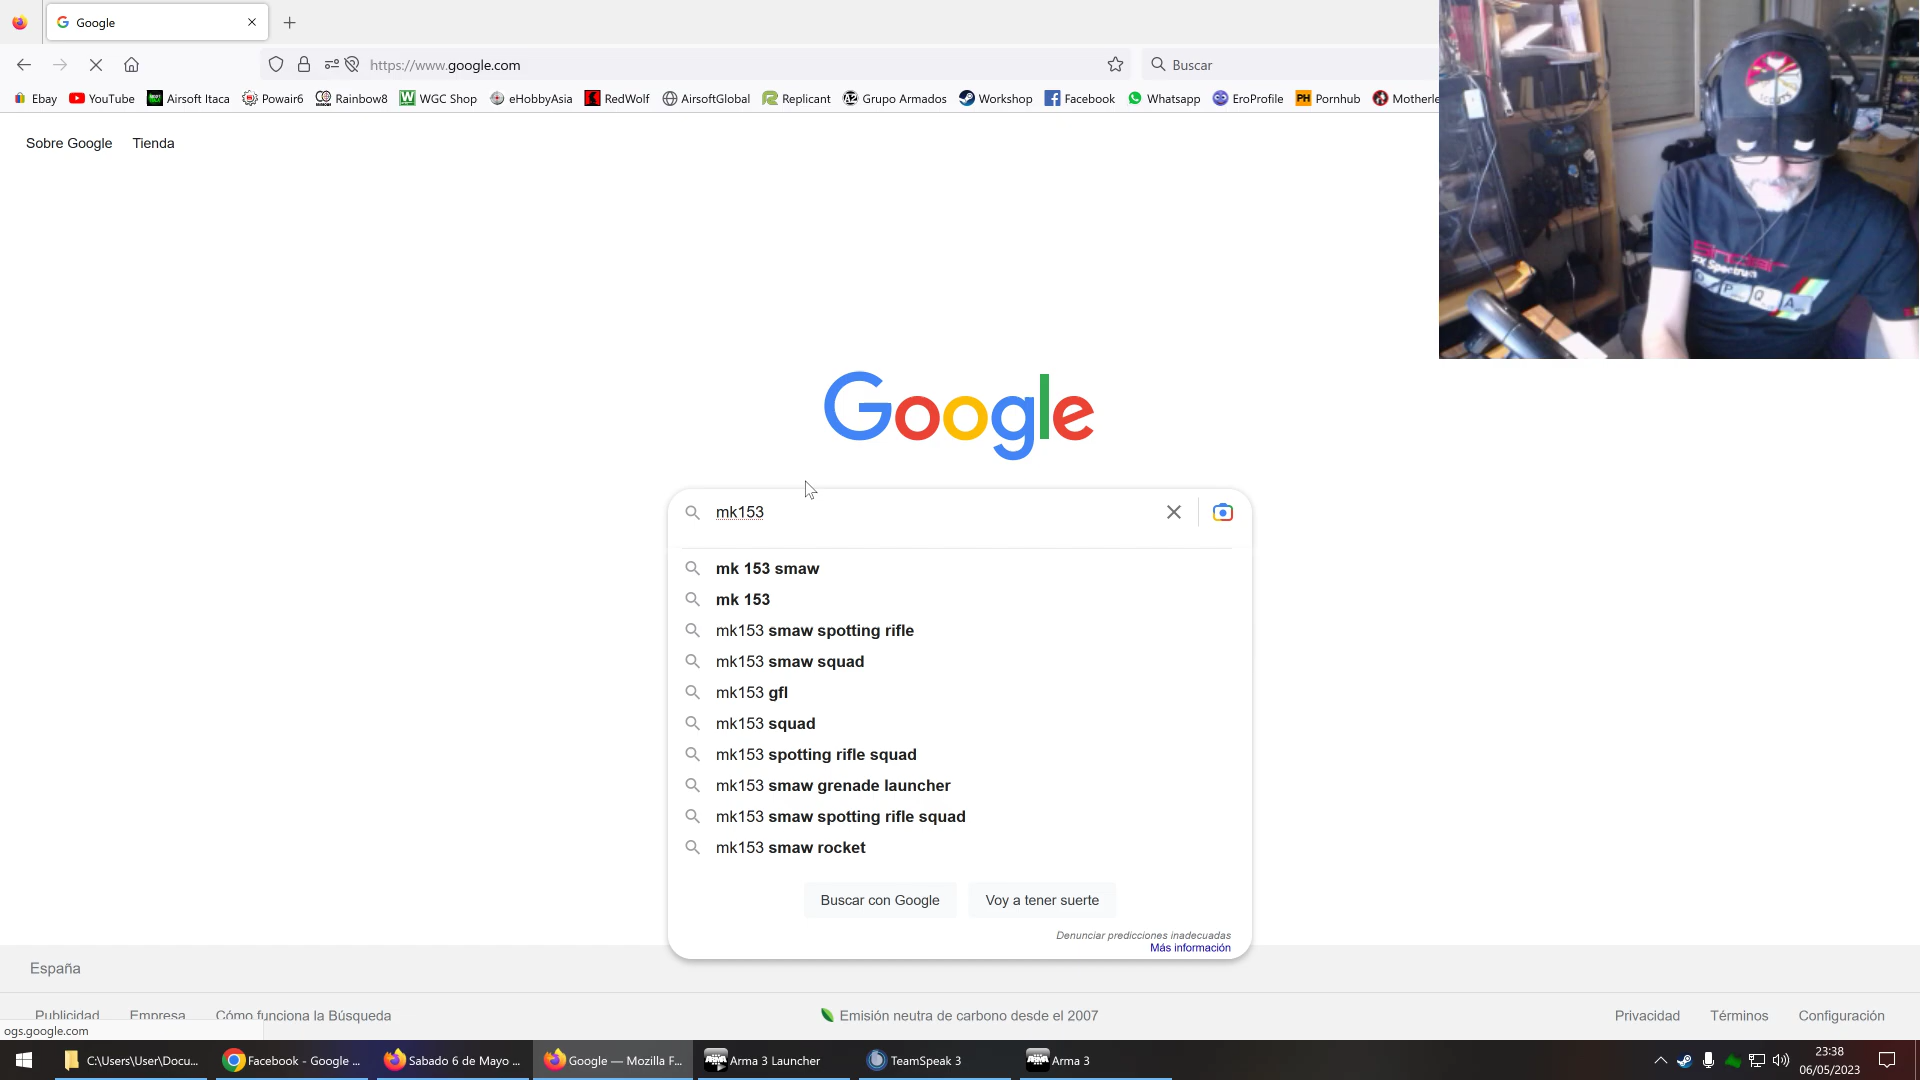 Google
https://www.google.com
Buscar
Ebay
YouTube
Airsoft Itaca
Powair6
Rainbow8
WGC Shop
eHobbyAsia
RedWolf
AirsoftGlobal
Replicant
Grupo Armados
Workshop
Facebook
Whatsapp
EroProfile
PH Pornhub
Motherle
Sobre Google
Tienda
SCOUTS
Sinclair
ZX Spectrum
O P Q A
Google
mk153
mk 153 smaw
mk 153
mk153 smaw spotting rifle
mk153 smaw squad
mk153 gfl
mk153 squad
mk153 spotting rifle squad
mk153 smaw grenade launcher
mk153 smaw spotting rifle squad
mk153 smaw rocket
Buscar con Google
Voy a tener suerte
Denunciar predicciones inadecuadas
Más información
España
Publicidad
Empresa
Cómo funciona la Búsqueda
Emisión neutra de carbono desde el 2007
Privacidad
Términos
Configuración
ogs.google.com
C:\Users\User\Docu...
Facebook - Google ...
Sabado 6 de Mayo ...
Google — Mozilla F...
Arma 3 Launcher
TeamSpeak 3
Arma 3
23:38
06/05/2023